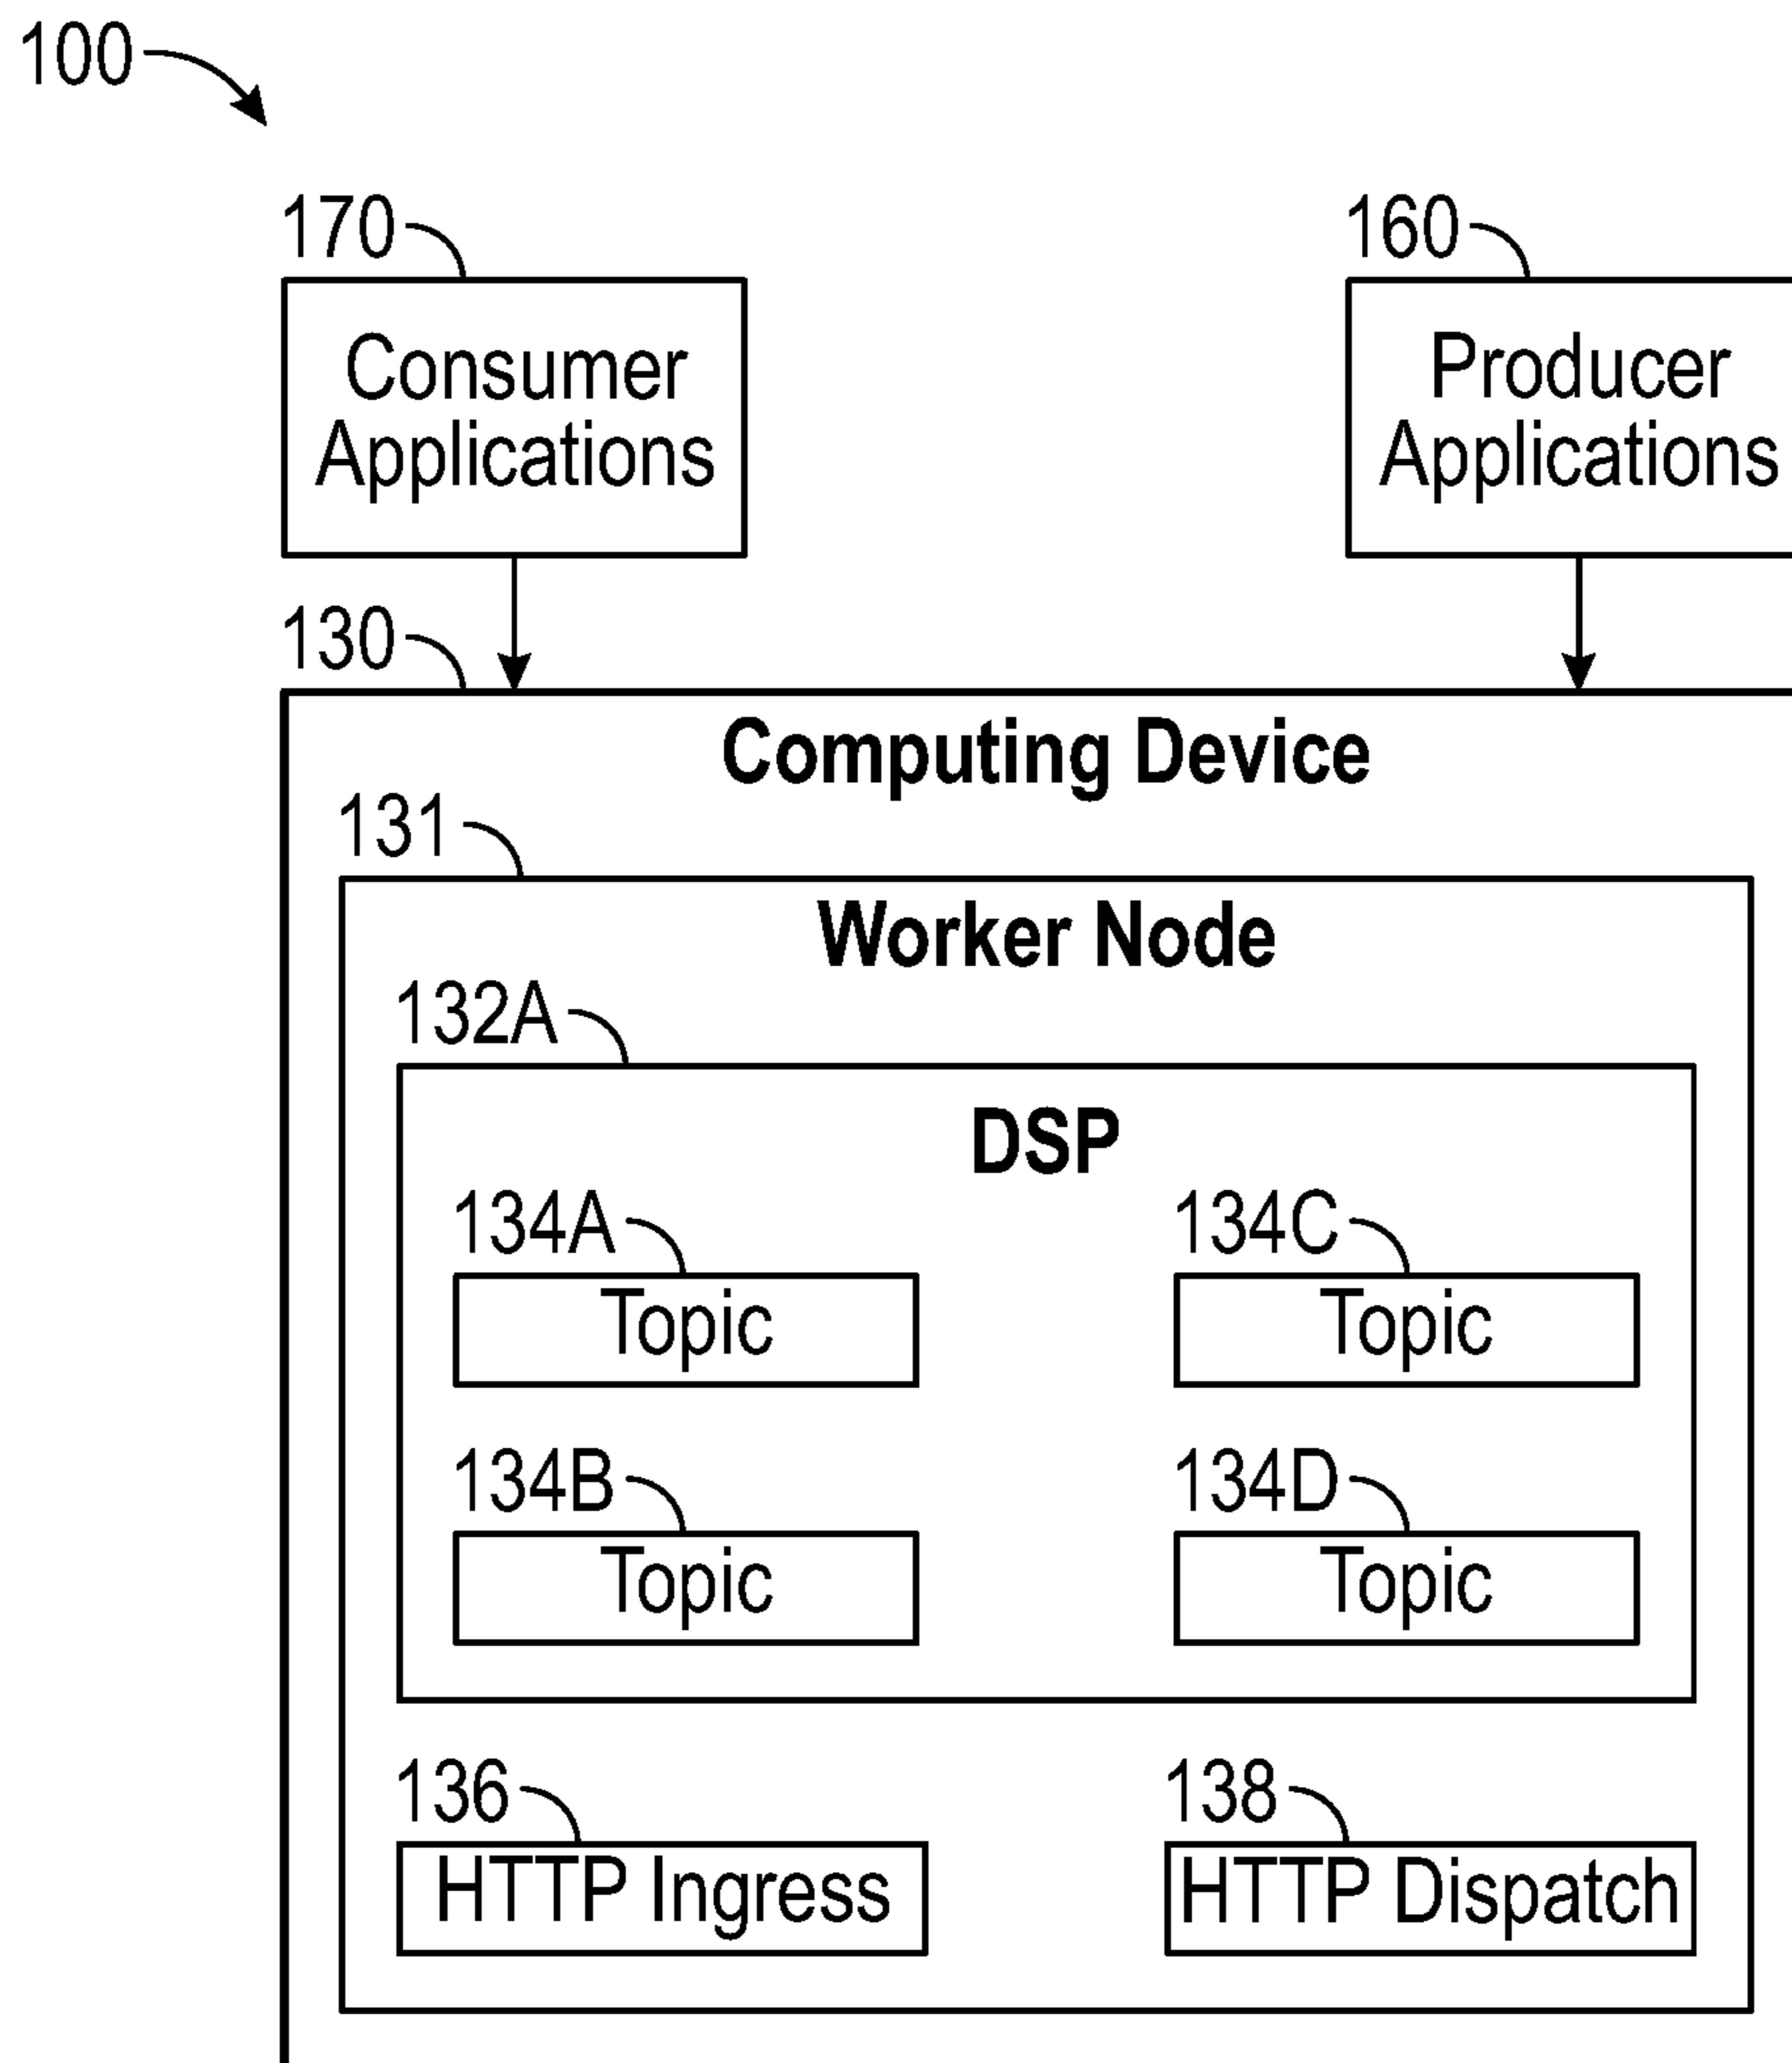 100
170
160
Consumer
Applications
Producer
Applications
130
Computing Device
131
Worker Node
132A
DSP
134A
134C
Topic
Topic
134B
134D
Topic
Topic
136
138
HTTP Ingress
HTTP Dispatch